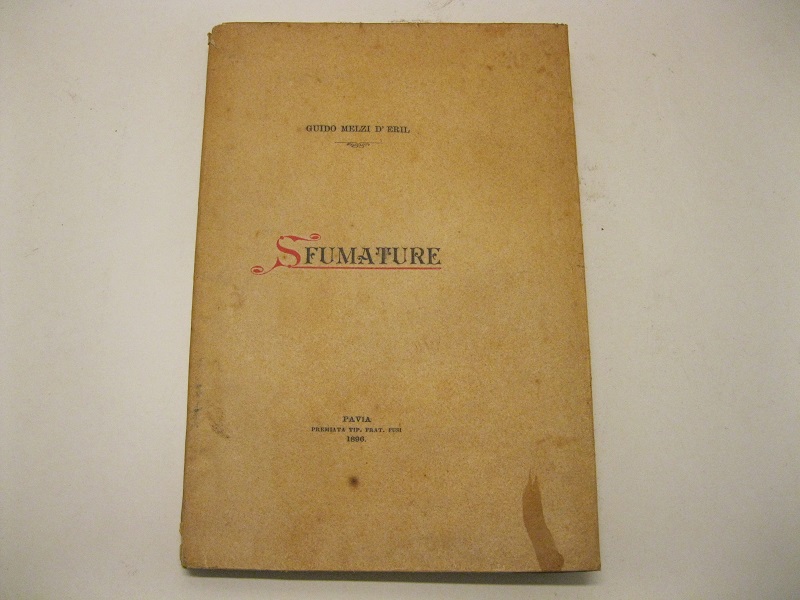 GUIDO MELZI D'ERIL
SFUMATURE
PAVIA
PREMIATA TIP. FRAT. FUSI
1896.